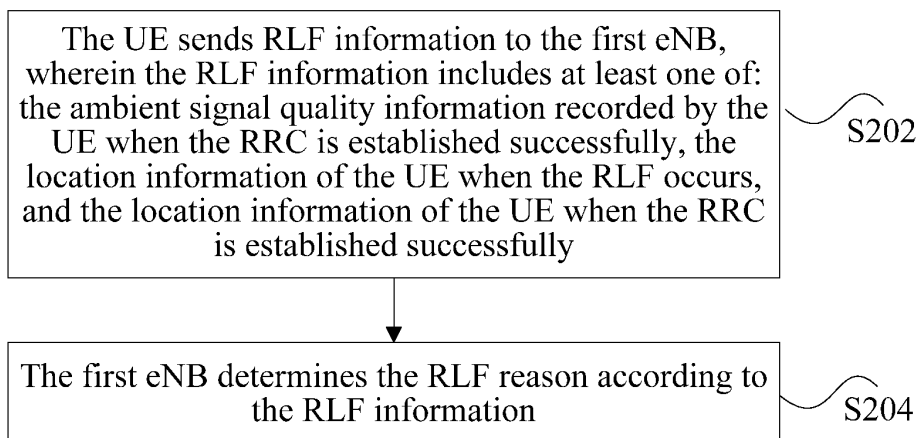 The UE sends RLF information to the first eNB,
wherein the RLF information includes at least one of:
the ambient signal quality information recorded by the
UE when the RRC is established successfully, the
location information of the UE when the RLF occurs,
and the location information of the UE when the RRC
is established successfully
S202
The first eNB determines the RLF reason according to
the RLF information
S204